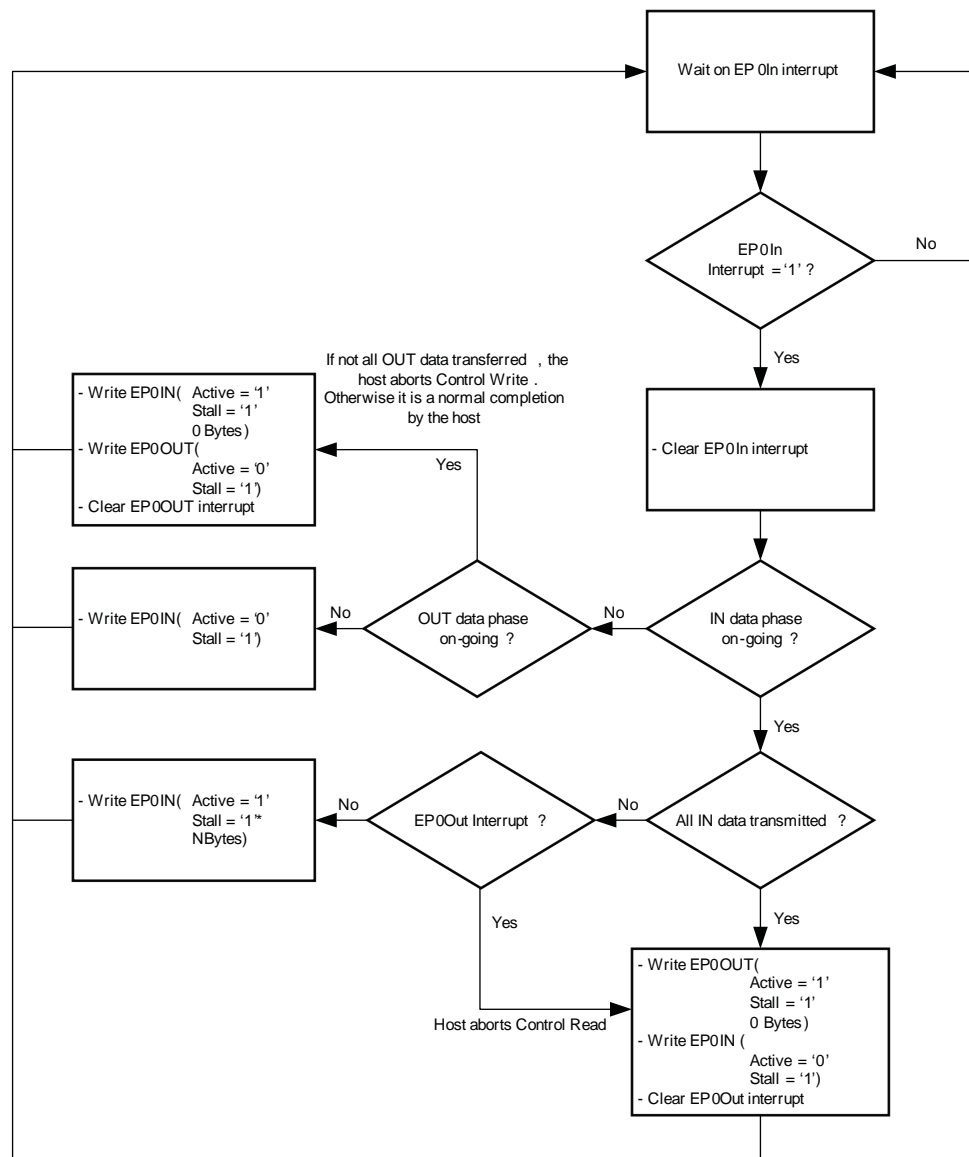 Wait on EP0In interrupt
EP0In
Interrupt = ‘1’ ?
No
Yes
If not all OUT data transferred , the
host aborts Control Write .
Otherwise it is a normal completion
by the host
- Write EP0IN( Active = ‘1’
Stall = ‘1’
0 Bytes)
- Write EP0OUT(
Active = ‘0’
Stall = ‘1’)
- Clear EP0OUT interrupt
Yes
- Clear EP0In interrupt
- Write EP0IN( Active = ‘0’
Stall = ‘1’)
No
OUT data phase
on-going ?
No
IN data phase
on-going ?
Yes
- Write EP0IN( Active = ‘1’
Stall = ‘1’*
NBytes)
No
EP0Out Interrupt ?
No
All IN data transmitted ?
Yes
Yes
Host aborts Control Read
- Write EP0OUT(
Active = ‘1’
Stall = ‘1’
0 Bytes)
- Write EP0IN (
Active = ‘0’
Stall = ‘1’)
- Clear EP0Out interrupt